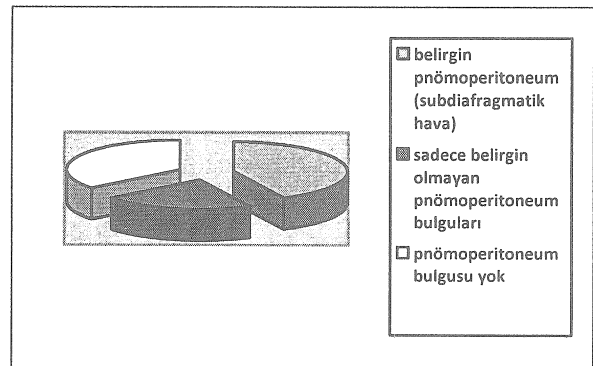 belirgin
pnömoperitoneum
(subdiafragmatik
hava)
sadece belirgin
olmayan
pnömoperitoneum
bulguları
pnömoperitoneum
bulgusu yok